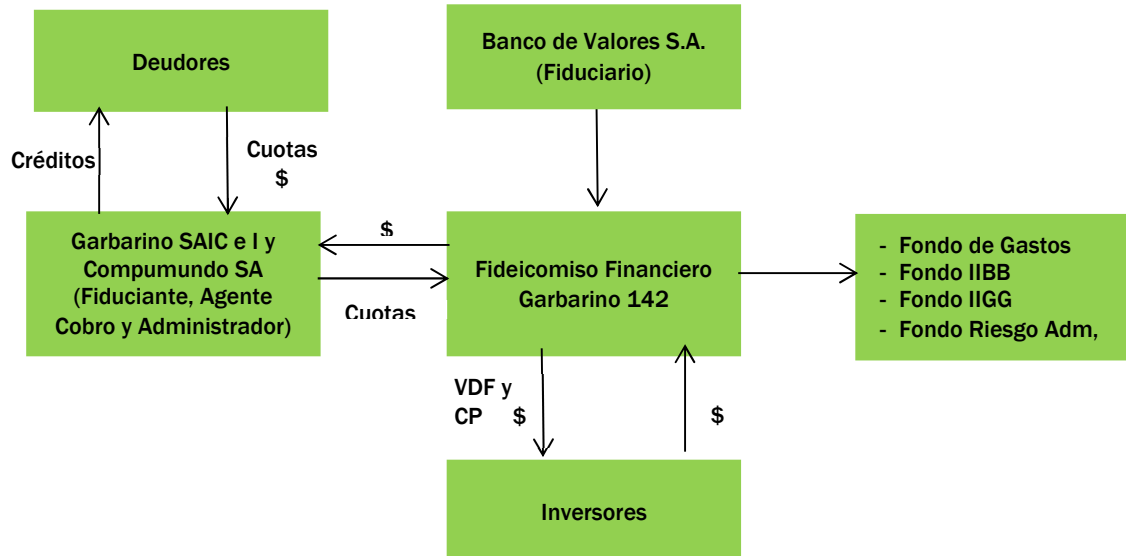 Deudores
Banco de Valores S.A.
(Fiduciario)
Créditos
Cuotas
$
Garbarino SAIC e I y
Compumundo SA
(Fiduciante, Agente
Cobro y Administrador)
$
Cuotas
Fideicomiso Financiero
Garbarino 142
- Fondo de Gastos
- Fondo IIBB
- Fondo IIGG
- Fondo Riesgo Adm,
VDF y
CP $
$
Inversores